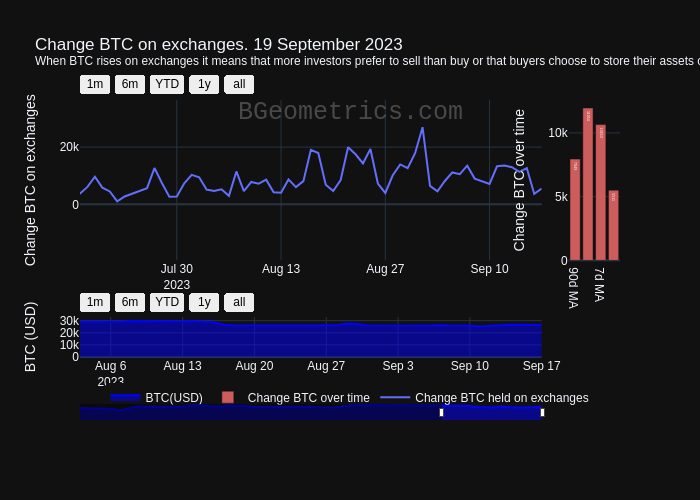 Change BTC on exchanges. 19 September 2023
When BTC rises on exchanges it means that more investors prefer to sell than buy or that buyers choose to store their assets
1m 6m YTD 1y all
BGeometrics.com
Change BTC on exchanges
20k
0
Jul 30
2023
Aug 13
Aug 27
Sep 10
Change BTC over time
10k
5k
0
90d MA
7d MA
1m 6m YTD 1y all
BTC (USD)
30k
20k
10k
0
Aug 6
2023
Aug 13
Aug 20
Aug 27
Sep 3
Sep 10
Sep 17
BTC(USD)
Change BTC over time
Change BTC held on exchanges